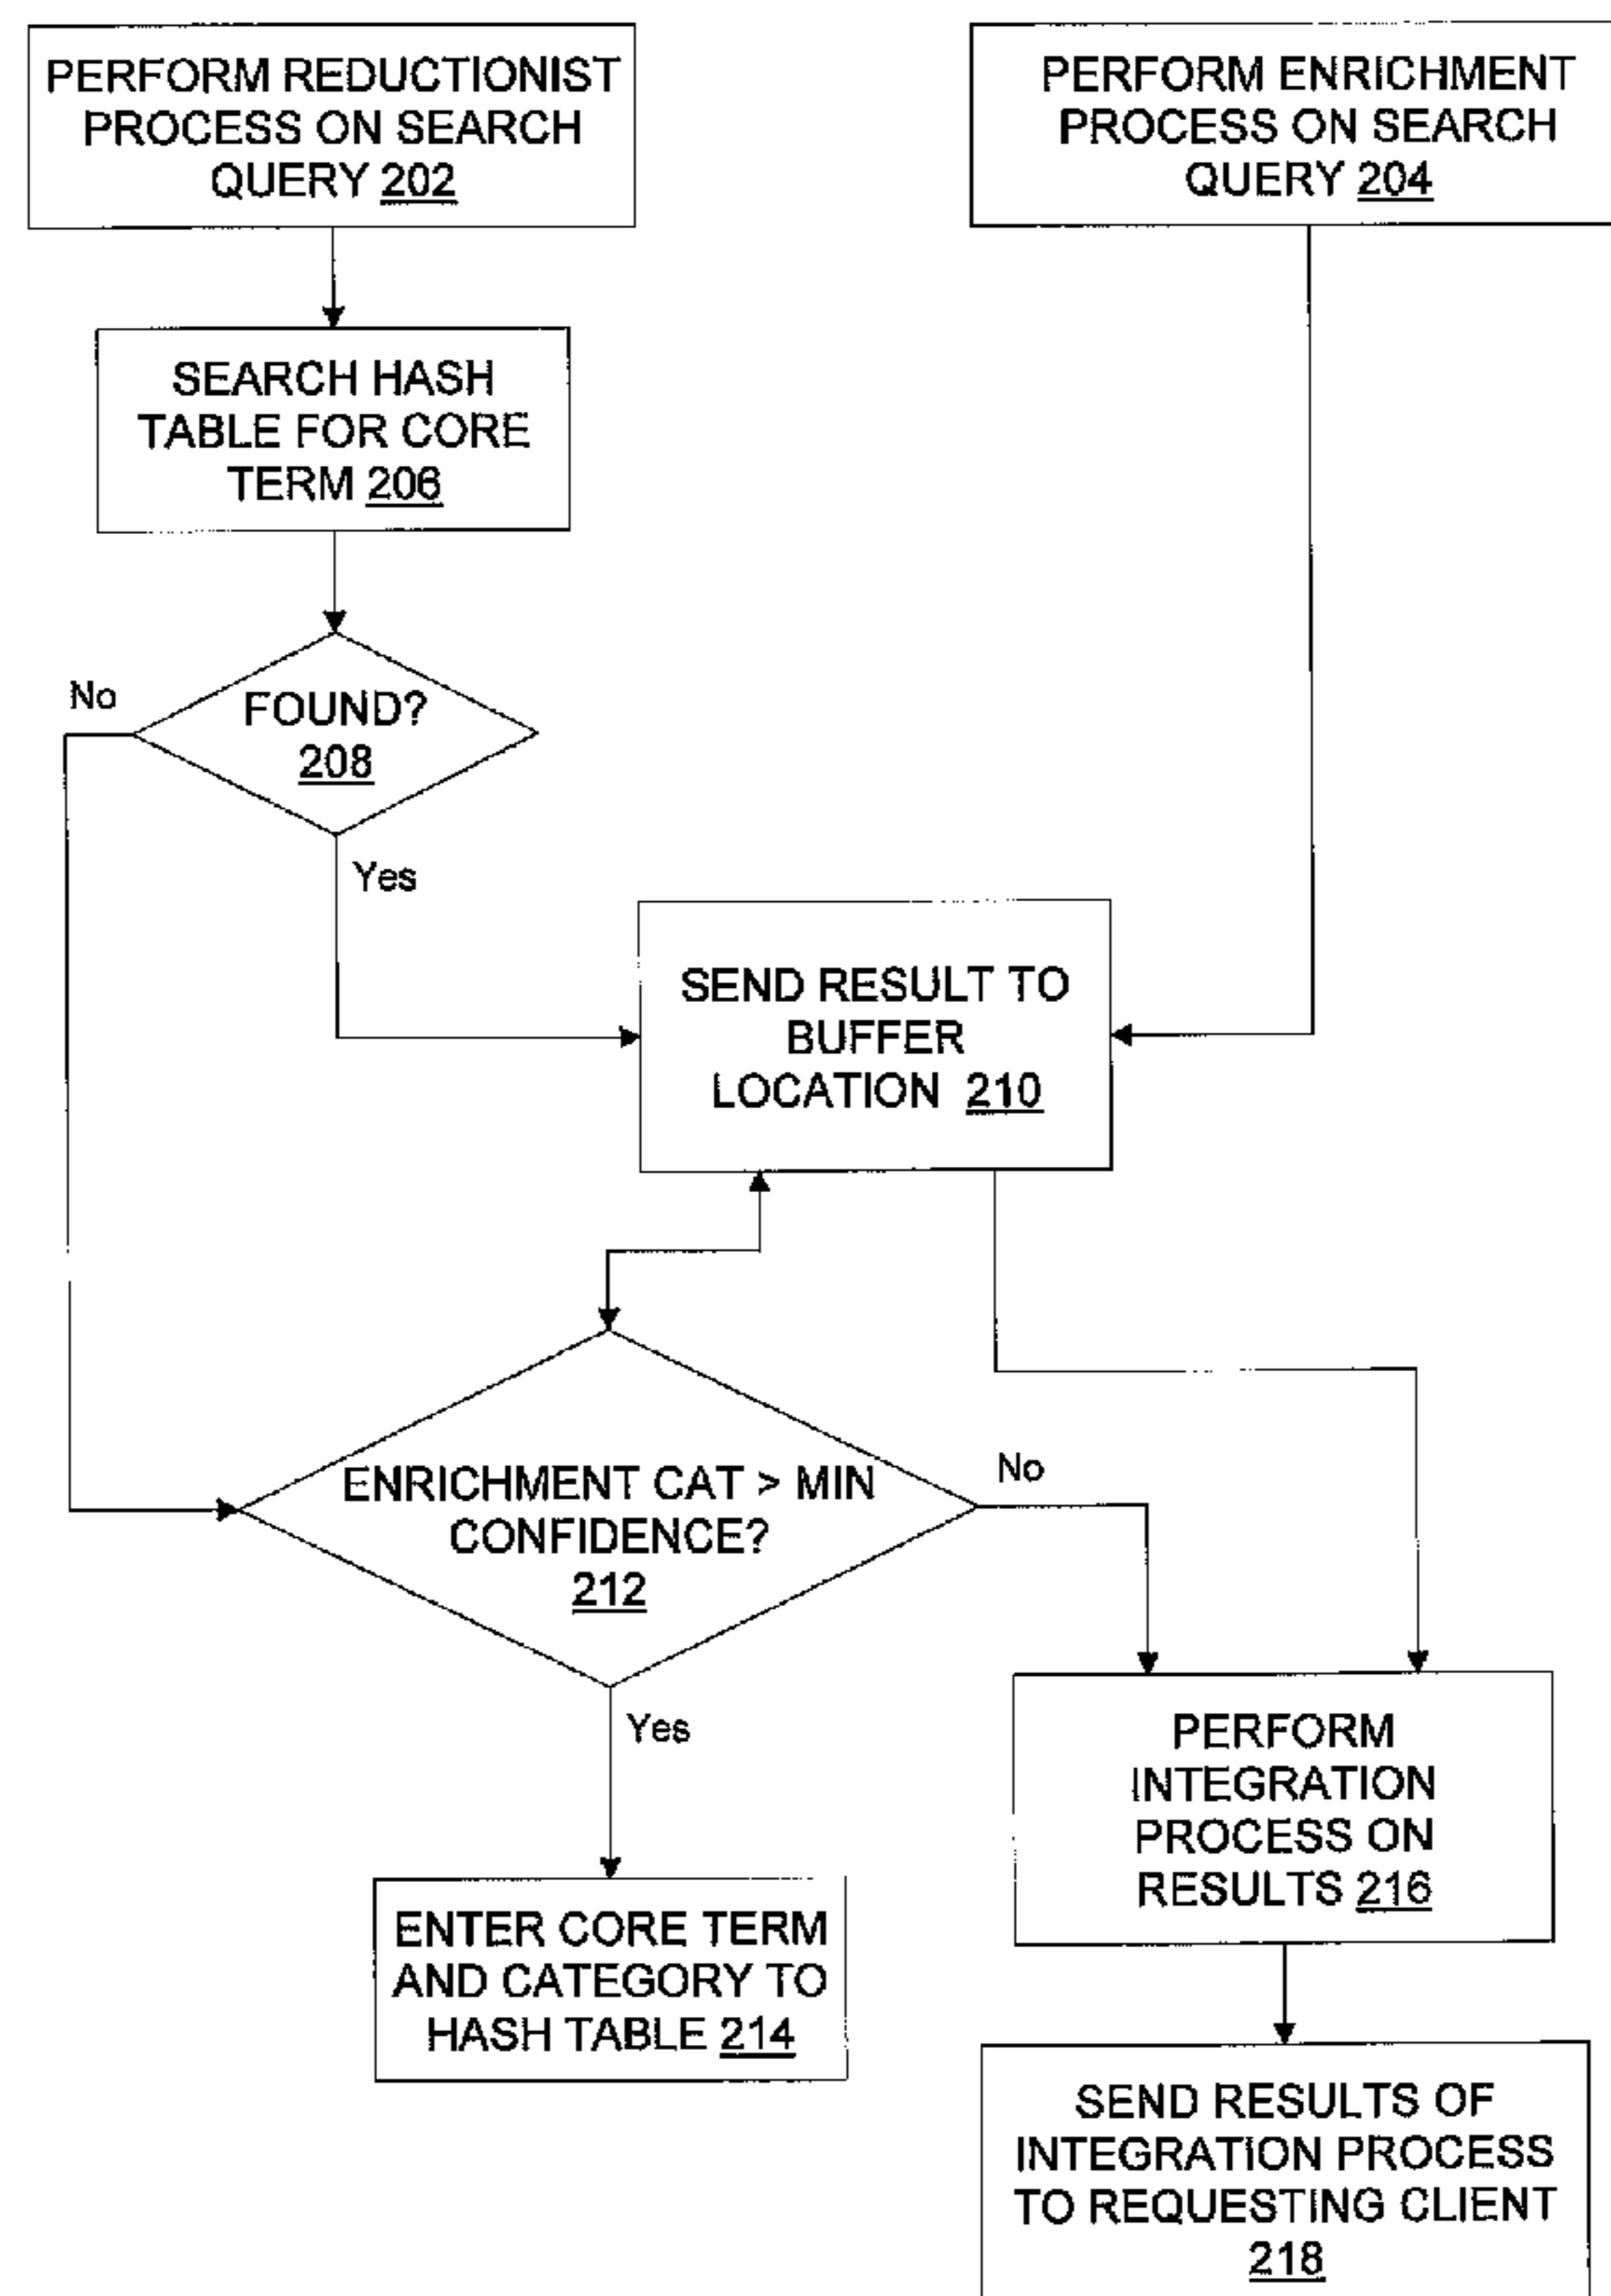 PERFORM REDUCTIONIST
PROCESS ON SEARCH
QUERY 202
PERFORM ENRICHMENT
PROCESS ON SEARCH
QUERY 204
SEARCH HASH
TABLE FOR CORE
TERM 206
No
FOUND?
208
Yes
SEND RESULT TO
BUFFER
LOCATION 210
ENRICHMENT CAT > MIN
CONFIDENCE?
212
No
Yes
PERFORM
INTEGRATION
PROCESS ON
RESULTS 216
ENTER CORE TERM
AND CATEGORY TO
HASH TABLE 214
SEND RESULTS OF
INTEGRATION PROCESS
TO REQUESTING CLIENT
218